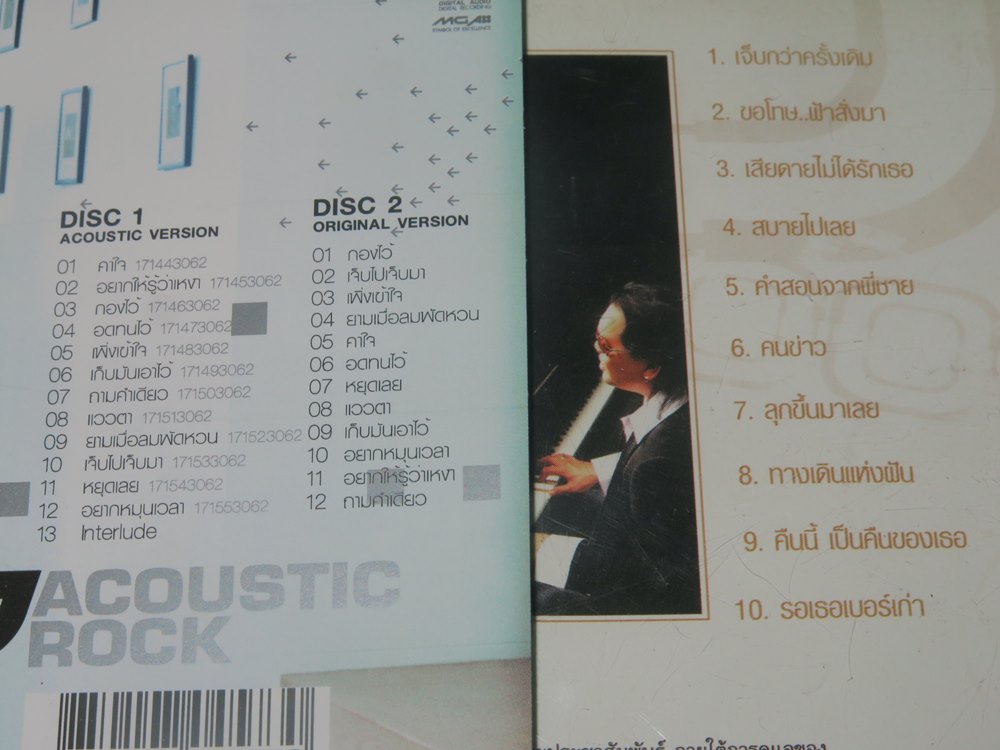 DIGITAL AUDIO
DIGITAL RECORDING
MGA
SYMBOL OF EXCELLENCE
DISC 1
ACOUSTIC VERSION
01 คาใจ 171443062
02 อยากให้รู้ว่าเหงา 171453062
03 กองไว้ 171463062
04 อดทนไว้ 171473062
05 เพิ่งเข้าใจ 171483062
06 เก็บมันเอาไว้ 171493062
07 ถามคำเดียว 171503062
08 แววตา 171513062
09 ยามเมื่อลมพัดหวน 171523062
10 เจ็บไปเจ็บมา 171533062
11 หยุดเลย 171543062
12 อยากหมุนเวลา 171553062
13 Interlude
DISC 2
ORIGINAL VERSION
01 กองไว้
02 เจ็บไปเจ็บมา
03 เพิ่งเข้าใจ
04 ยามเมื่อลมพัดหวน
05 คาใจ
06 อดทนไว้
07 หยุดเลย
08 แววตา
09 เก็บมันเอาไว้
10 อยากหมุนเวลา
11 อยากให้รู้ว่าเหงา
12 ถามคำเดียว
ACOUSTIC
ROCK
1. เจ็บกว่าครั้งเดิม
2. ขอโทษ..ฟ้าสั่งมา
3. เสียดายไม่ได้รักเธอ
4. สบายไปเลย
5. คำสอนจากพี่ชาย
6. คนข่าว
7. ลุกขึ้นมาเลย
8. ทางเดินแห่งฝัน
9. คืนนี้ เป็นคืนของเธอ
10. รอเธอเบอร์เก่า